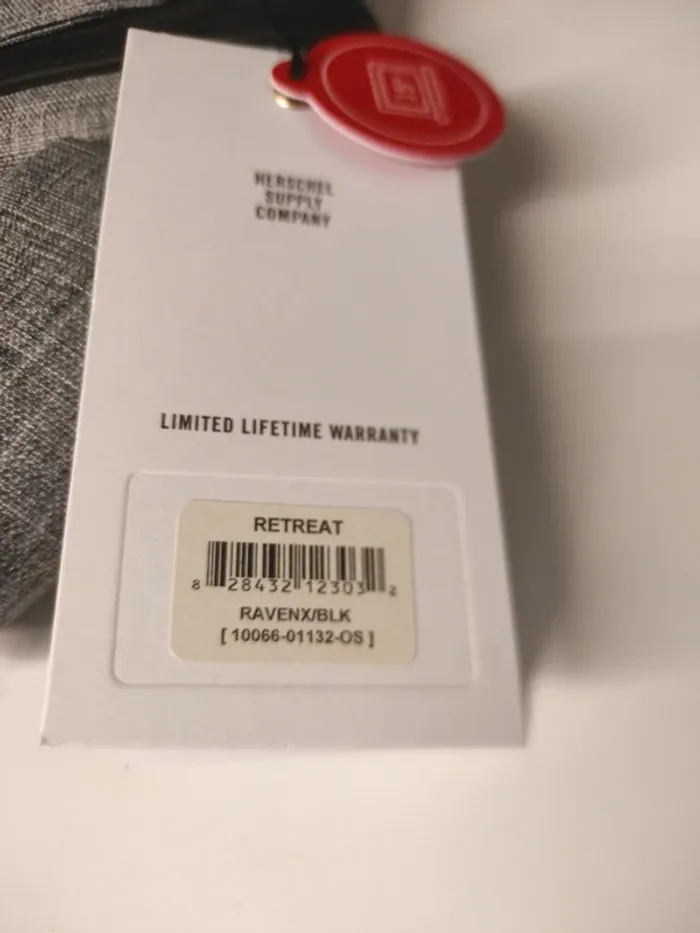 HERSCHEL
SUPPLY
COMPANY
LIMITED LIFETIME WARRANTY
RETREAT
8 28432 12303 2
RAVENX/BLK
[ 10066-01132-OS ]